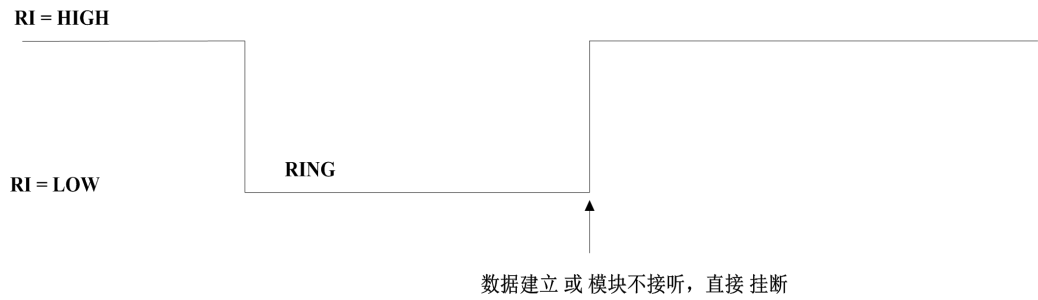 RI = HIGH
RING
RI = LOW
数据建立 或 模块不接听，直接 挂断